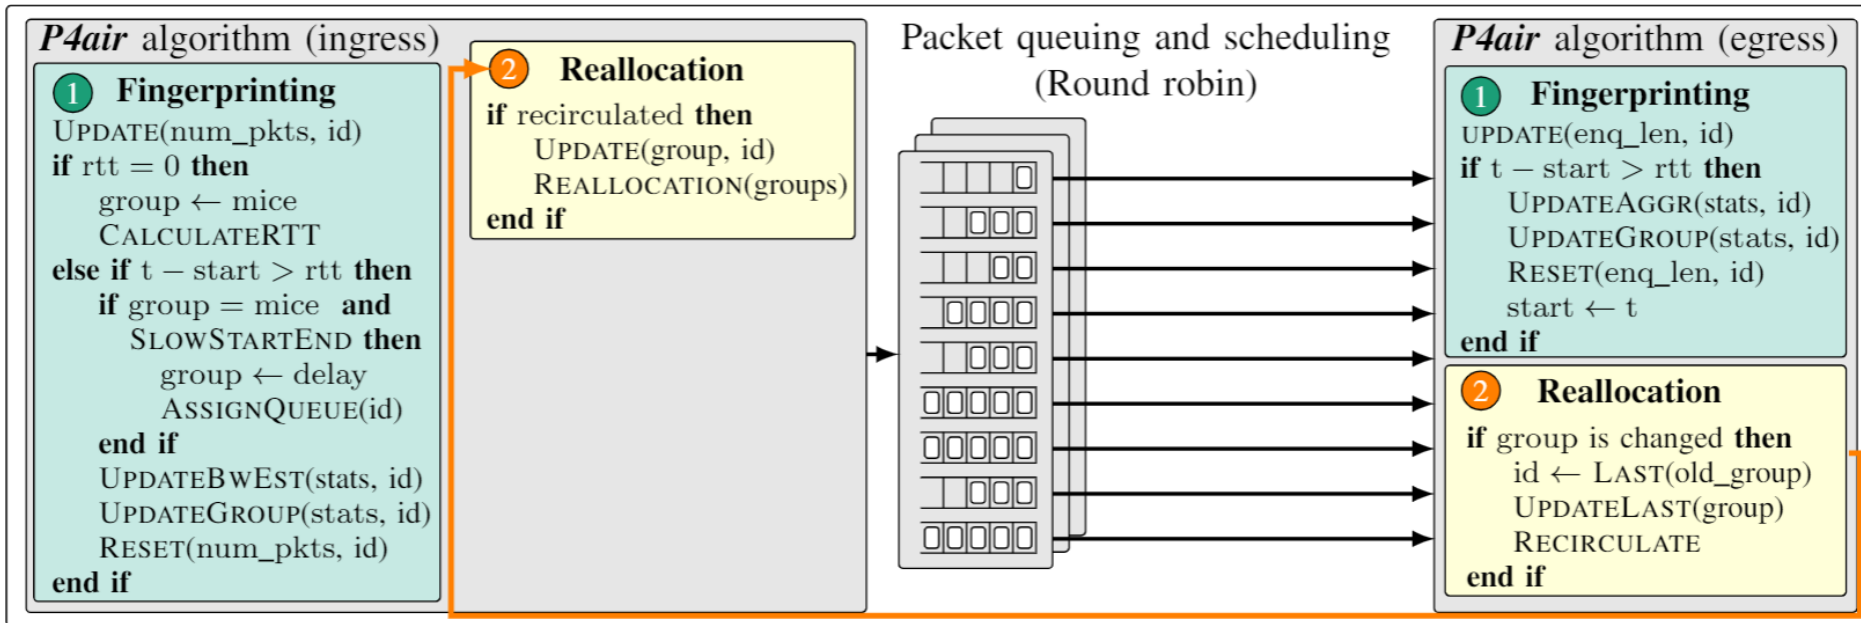 P4air algorithm (ingress)
1 Fingerprinting
UPDATE(num_pkts, id)
if rtt = 0 then
group ← mice
CALCULATERTT
else if t − start > rtt then
if group = mice and
SLOWSTARTEND then
group ← delay
ASSIGNQUEUE(id)
end if
UPDATEBWEST(stats, id)
UPDATEGROUP(stats, id)
RESET(num_pkts, id)
end if
2 Reallocation
if recirculated then
UPDATE(group, id)
REALLOCATION(groups)
end if
Packet queuing and scheduling
(Round robin)
P4air algorithm (egress)
1 Fingerprinting
UPDATE(enq_len, id)
if t − start > rtt then
UPDATEAGGR(stats, id)
UPDATEGROUP(stats, id)
RESET(enq_len, id)
start ← t
end if
2 Reallocation
if group is changed then
id ← LAST(old_group)
UPDATELAST(group)
RECIRCULATE
end if